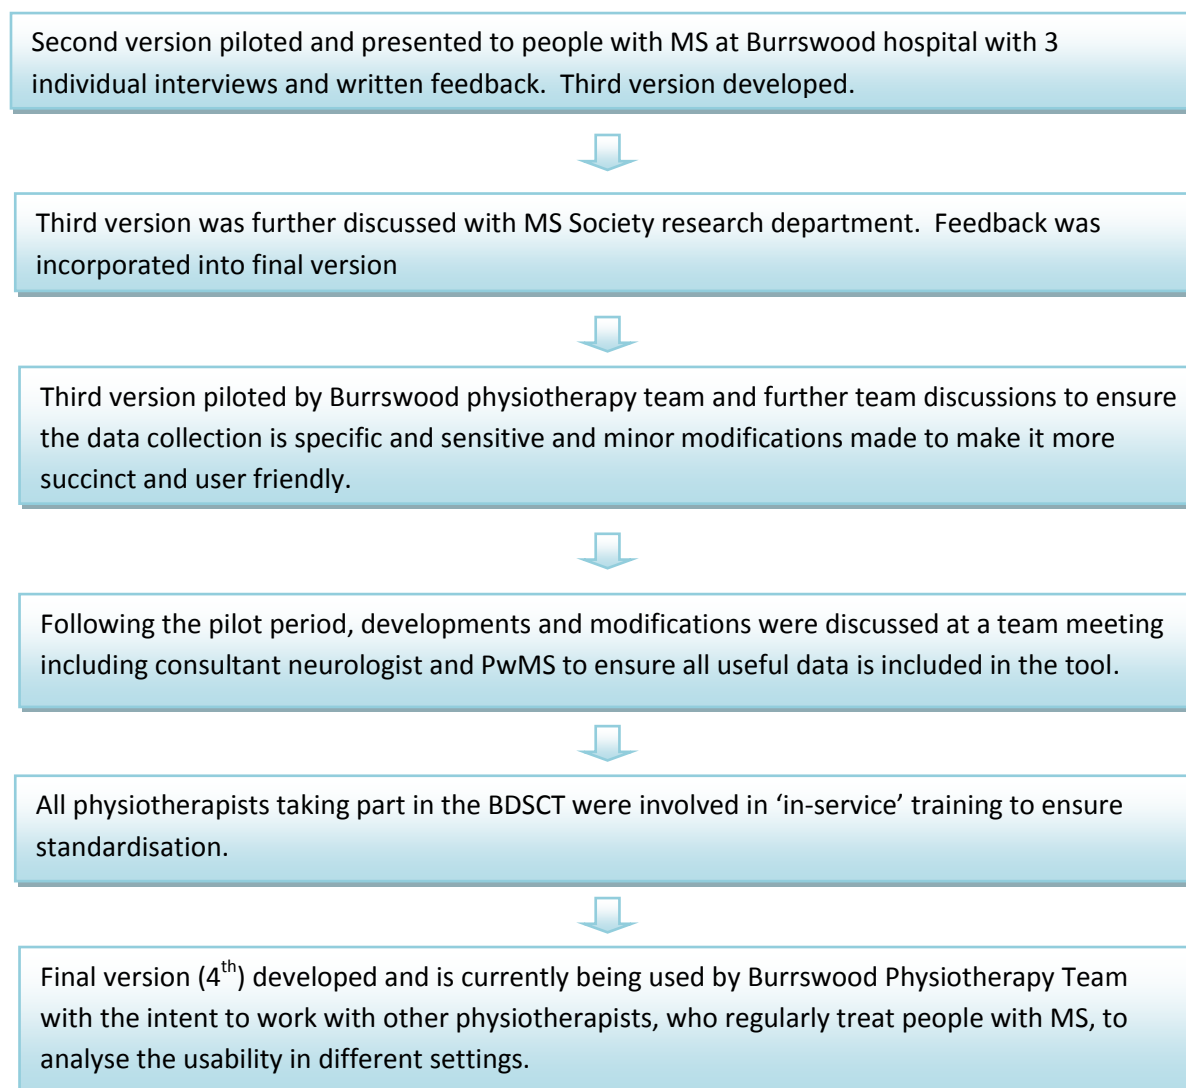 Second version piloted and presented to people with MS at Burrswood hospital with 3
individual interviews and written feedback.  Third version developed.
Third version was further discussed with MS Society research department.  Feedback was
incorporated into final version
Third version piloted by Burrswood physiotherapy team and further team discussions to ensure
the data collection is specific and sensitive and minor modifications made to make it more
succinct and user friendly.
Following the pilot period, developments and modifications were discussed at a team meeting
including consultant neurologist and PwMS to ensure all useful data is included in the tool.
All physiotherapists taking part in the BDSCT were involved in ‘in-service’ training to ensure
standardisation.
Final version (4th) developed and is currently being used by Burrswood Physiotherapy Team
with the intent to work with other physiotherapists, who regularly treat people with MS, to
analyse the usability in different settings.